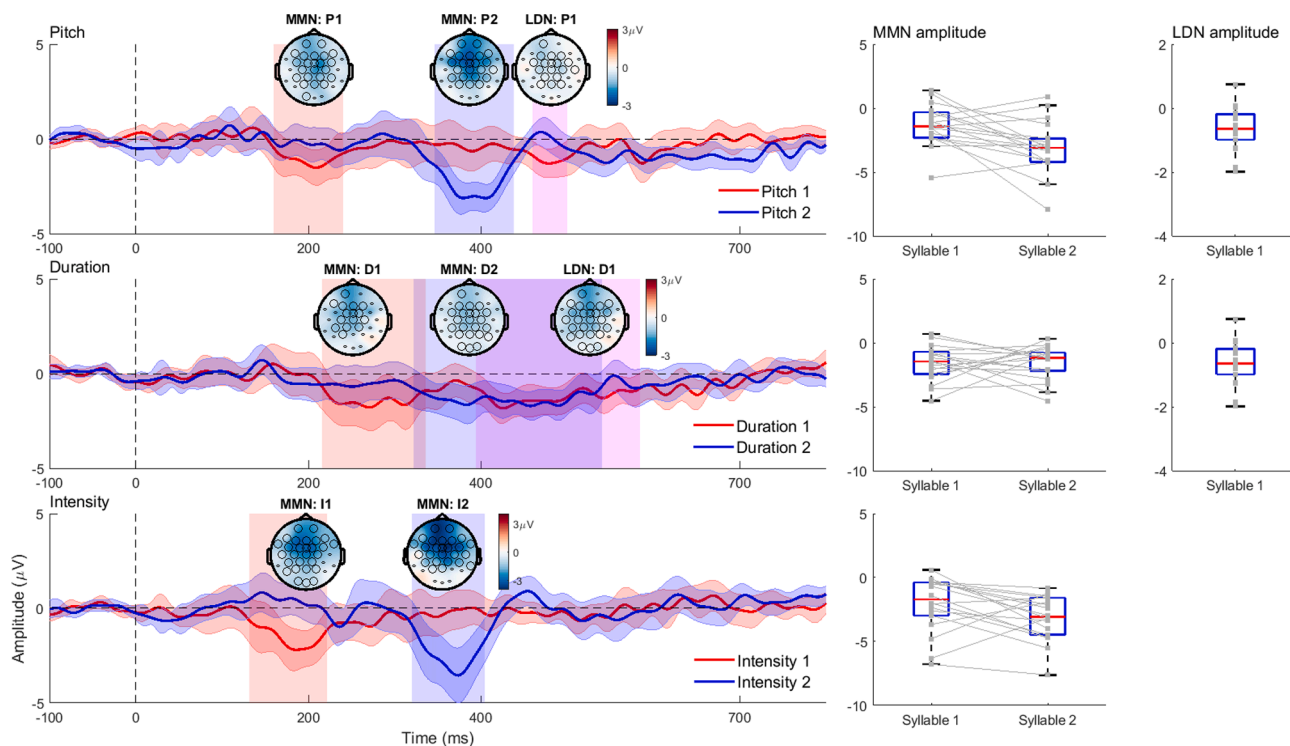 Pitch
MMN: P1
MMN: P2
LDN: P1
3μV
0
-3
5
0
-5
-100
0
200
400
700
Pitch 1
Pitch 2
MMN amplitude
5
0
-5
-10
Syllable 1
Syllable 2
LDN amplitude
2
0
-2
-4
Syllable 1
Duration
MMN: D1
MMN: D2
LDN: D1
3μV
0
-3
5
0
-5
-100
0
200
400
700
Duration 1
Duration 2
5
0
-5
-10
Syllable 1
Syllable 2
2
0
-2
-4
Syllable 1
Intensity
MMN: I1
MMN: I2
3μV
0
-3
5
0
-5
-100
0
200
400
700
Intensity 1
Intensity 2
Amplitude (μV)
Time (ms)
5
0
-5
-10
Syllable 1
Syllable 2